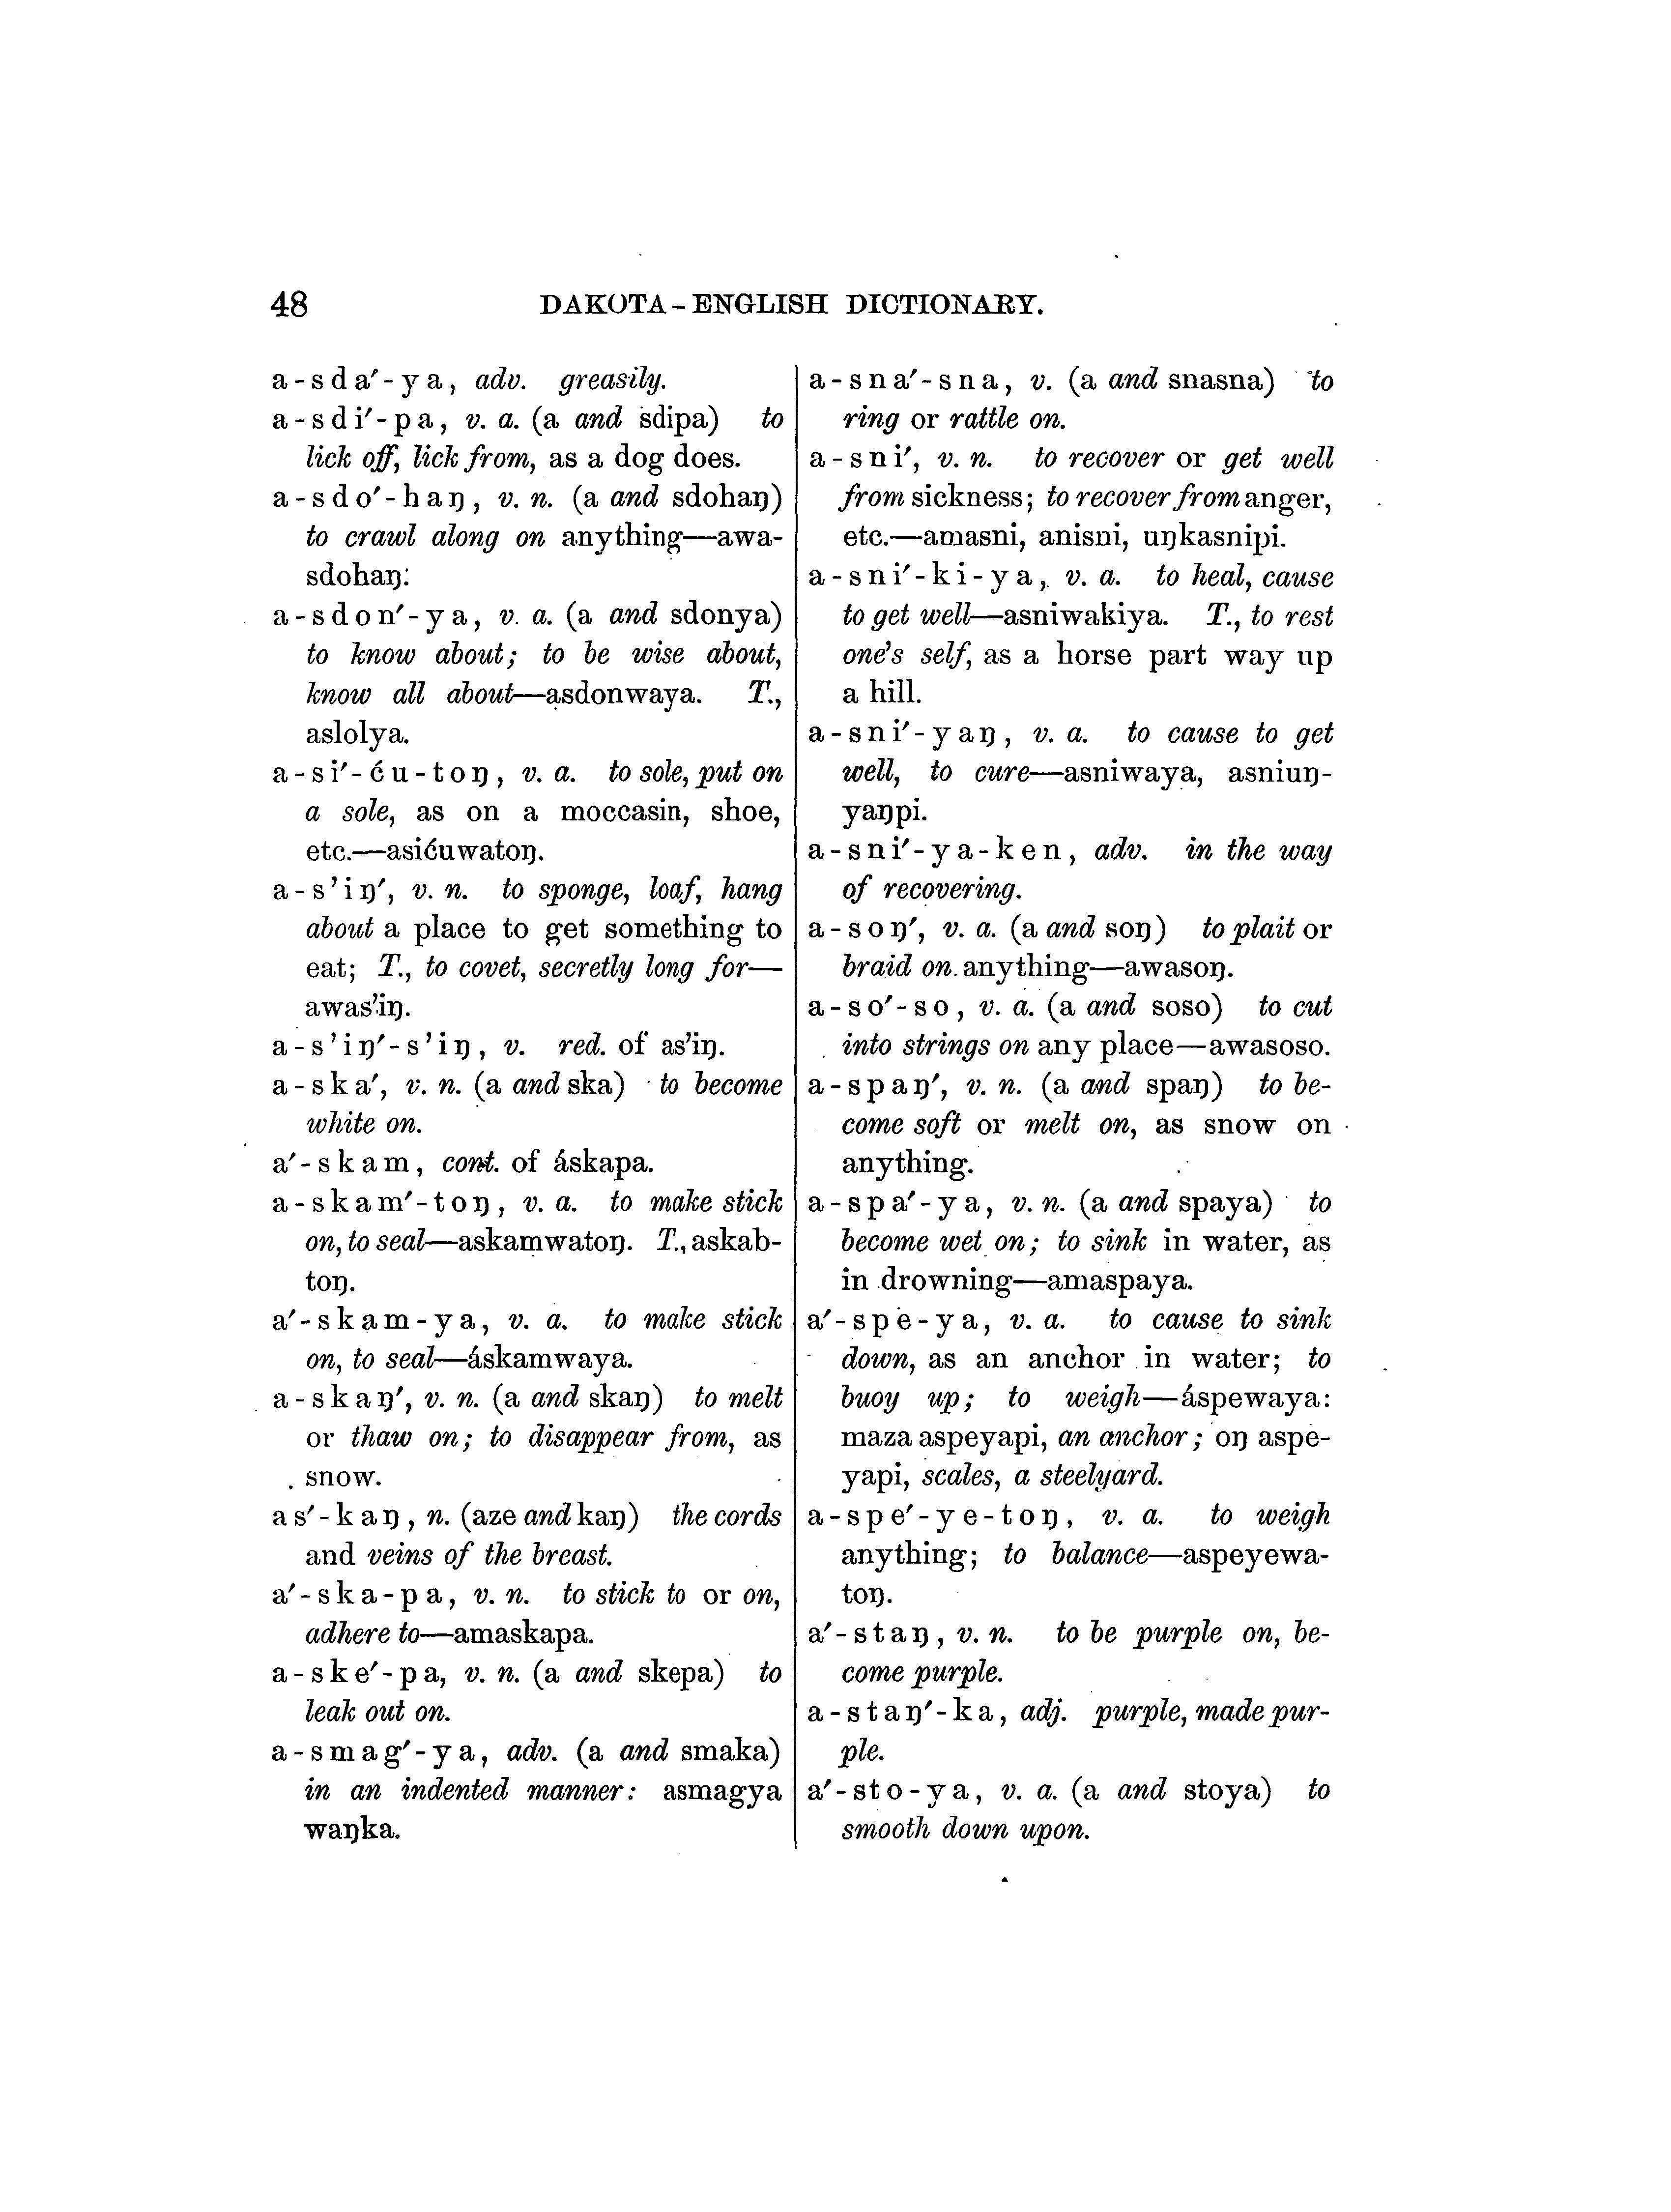 48 DAKOTA-ENGLISH DICTIONARY.
a-sda′-ya, adv. greasily.
a-sdi′-pa, v. a. (a and sdipa) to
lick off, lick from, as a dog does.
a-sdo′-haŋ, v. n. (a and sdohaŋ)
to crawl along on anything—awa-
sdohaŋ.
a-sdon′-ya, v. a. (a and sdonya)
to know about; to be wise about,
know all about—asdonwaya. T.,
aslolya.
a-si′-ću-toŋ, v. a. to sole, put on
a sole, as on a moccasin, shoe,
etc.—asićuwatoŋ.
a-s’iŋ′, v. n. to sponge, loaf, hang
about a place to get something to
eat; T., to covet, secretly long for—
awas’iŋ.
a-s’iŋ′-s’iŋ, v. red. of as’iŋ.
a-ska′, v. n. (a and ska) to become
white on.
a′-skam, cont. of áskapa.
a-skam′-toŋ, v. a. to make stick
on, to seal—askamwatoŋ. T., askab-
toŋ.
a′-skam-ya, v. a. to make stick
on, to seal—áskamwaya.
a-skaŋ′, v. n. (a and skaŋ) to melt
or thaw on; to disappear from, as
snow.
as′-kaŋ, n. (aze and kaŋ) the cords
and veins of the breast.
a′-ska-pa, v. n. to stick to or on,
adhere to—amaskapa.
a-ske′-pa, v. n. (a and skepa) to
leak out on.
a-smag′-ya, adv. (a and smaka)
in an indented manner: asmagya
waŋka.
a-sna′-sna, v. (a and snasna) to
ring or rattle on.
a-sni′, v. n. to recover or get well
from sickness; to recover from anger,
etc.—amasni, anisni, uŋkasnipi.
a-sni′-ki-ya, v. a. to heal, cause
to get well—asniwakiya. T., to rest
one's self, as a horse part way up
a hill.
a-sni′-yaŋ, v. a. to cause to get
well, to cure—asniwaya, asniuŋ-
yaŋpi.
a-sni′-ya-ken, adv. in the way
of recovering.
a-soŋ′, v. a. (a and soŋ) to plait or
braid on anything—awasoŋ.
a-so′-so, v. a. (a and soso) to cut
into strings on any place—awasoso.
a-spaŋ′, v. n. (a and spaŋ) to be-
come soft or melt on, as snow on
anything.
a-spa′-ya, v. n. (a and spaya) to
become wet on; to sink in water, as
in drowning—amaspaya.
a′-spe-ya, v. a. to cause to sink
down, as an anchor in water; to
buoy up; to weigh—áspewaya:
maza aspeyapi, an anchor; oŋ aspe-
yapi, scales, a steelyard.
a-spe′-ye-toŋ, v. a. to weigh
anything; to balance—aspeyewa-
toŋ.
a′-staŋ, v. n. to be purple on, be-
come purple.
a-staŋ′-ka, adj. purple, made pur-
ple.
a′-sto-ya, v. a. (a and stoya) to
smooth down upon.